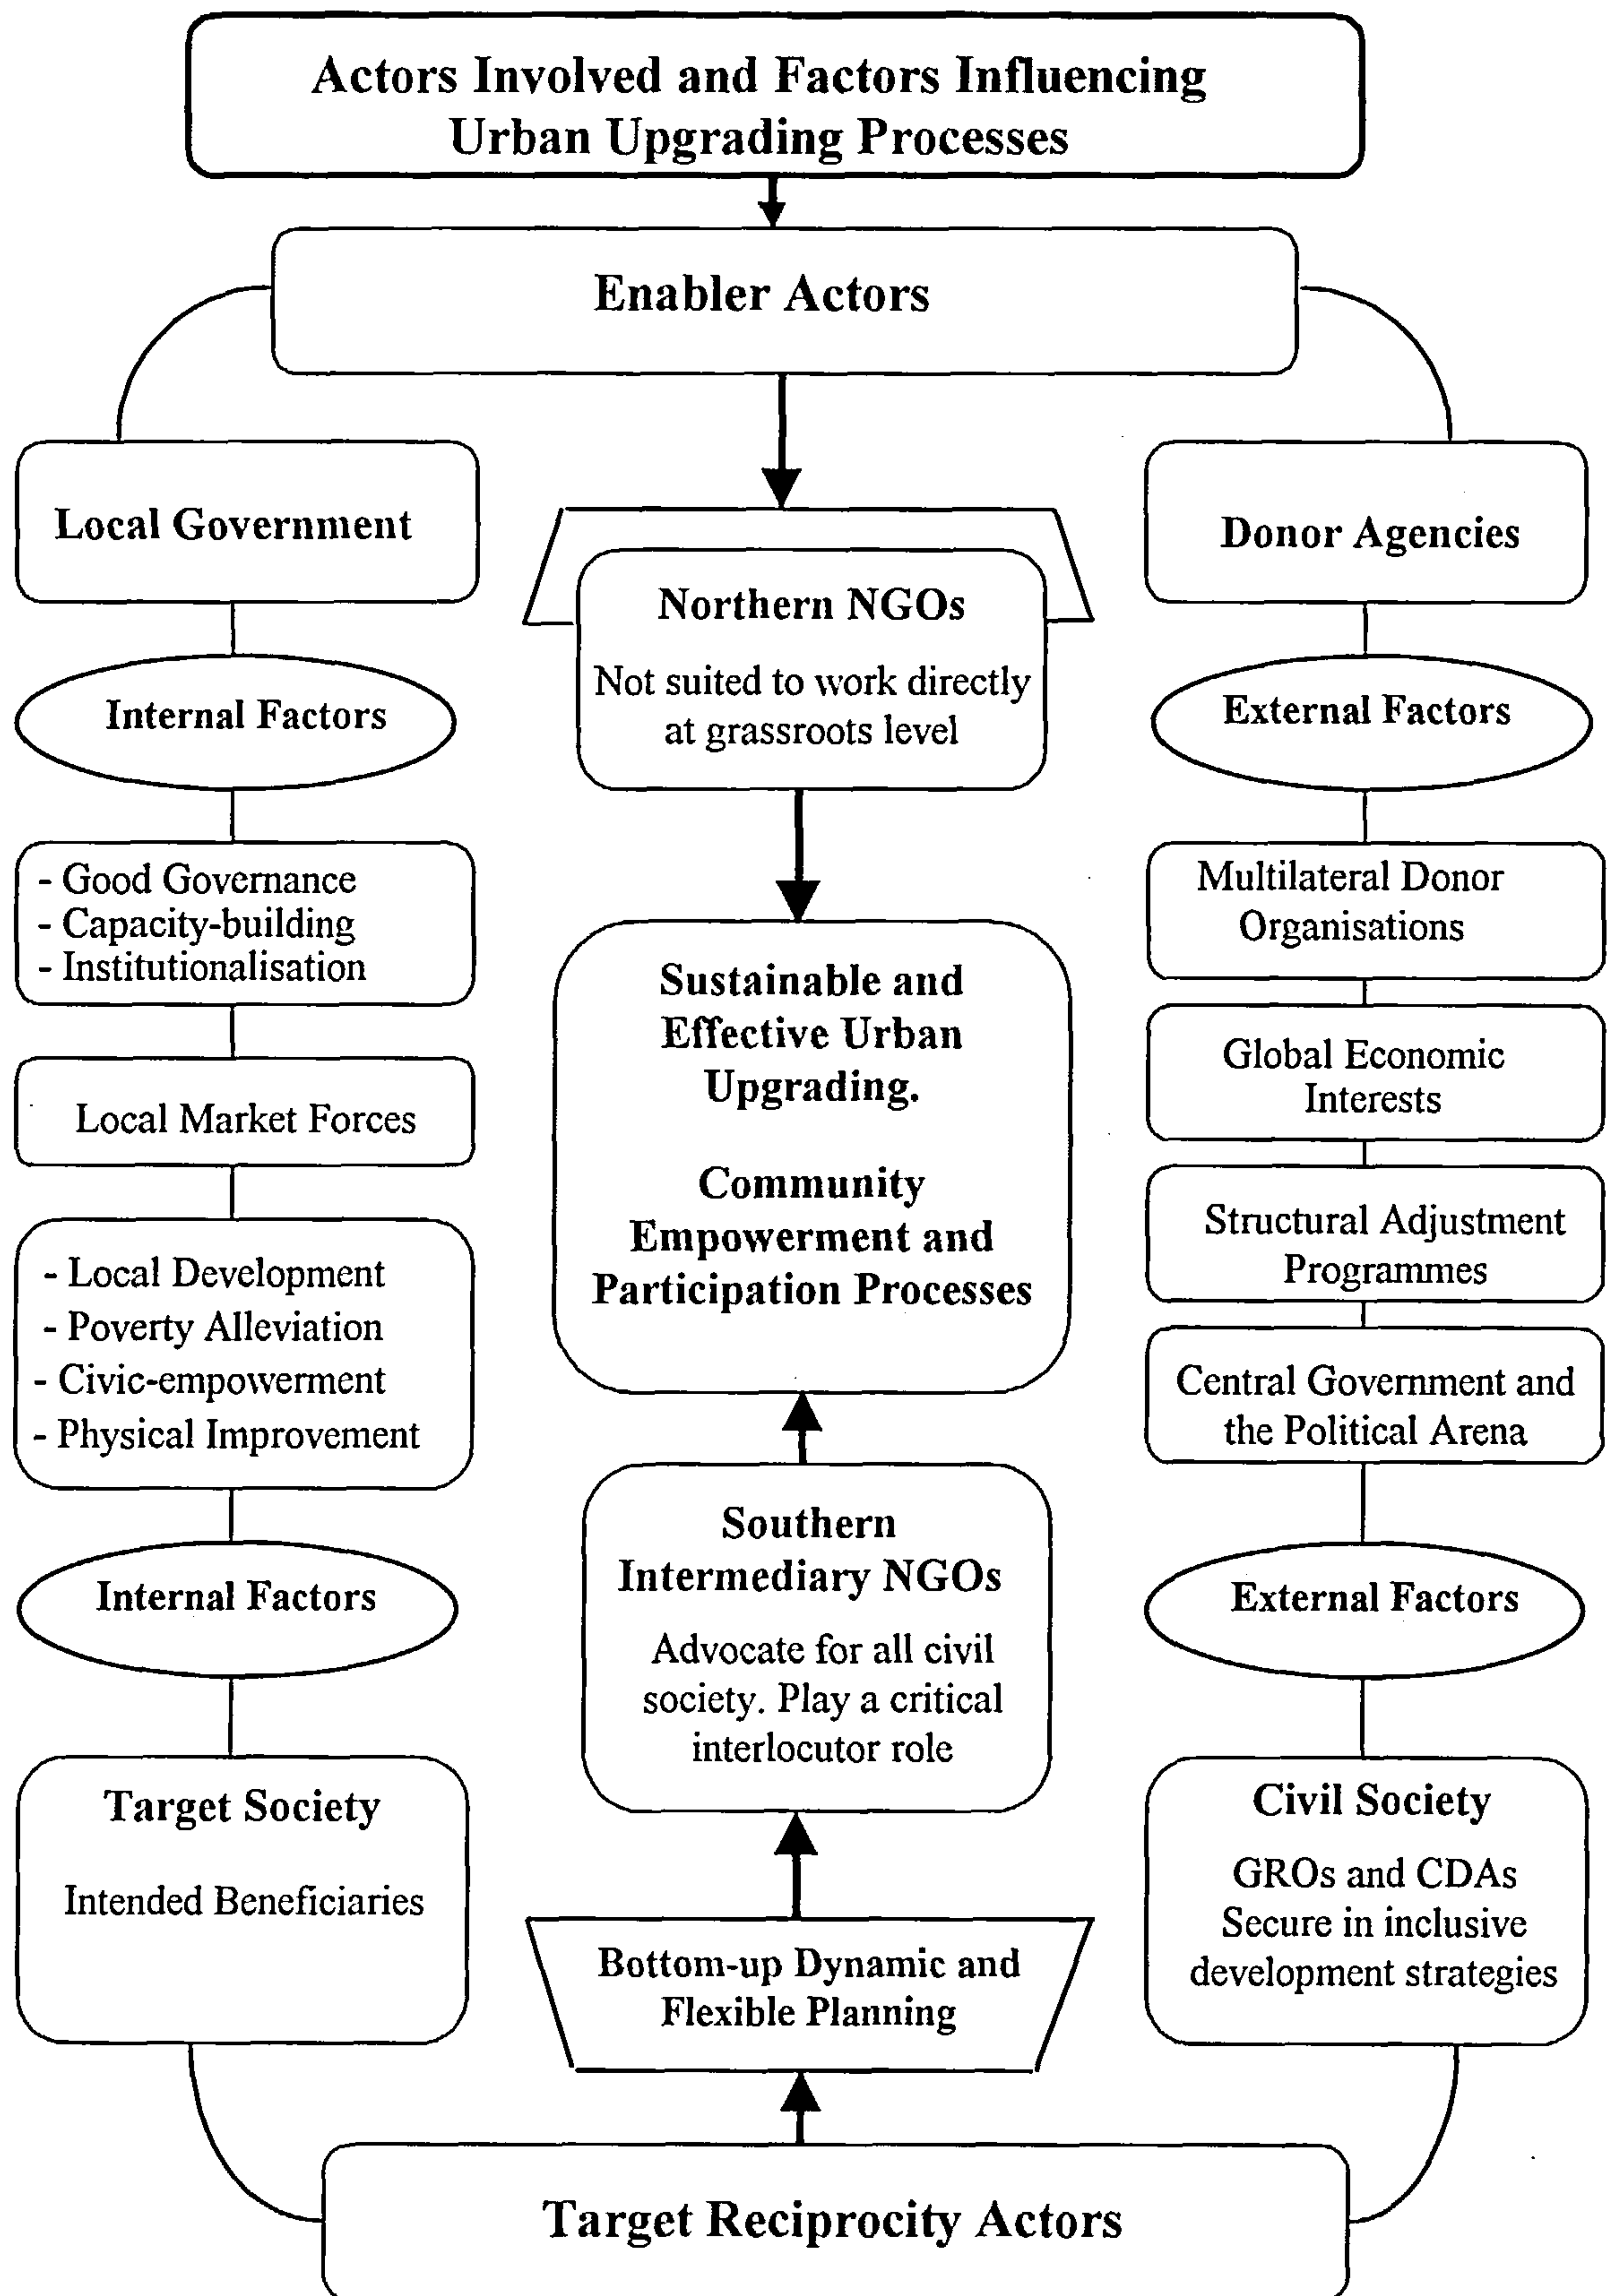 Actors Involved and Factors Influencing
Urban Upgrading Processes
Enabler Actors
Local Government
Donor Agencies
Northern NGOs
Not suited to work directly
at grassroots level
Internal Factors
External Factors
- Good Governance
- Capacity-building
- Institutionalisation
Local Market Forces
- Local Development
- Poverty Alleviation
- Civic-empowerment
- Physical Improvement
Sustainable and
Effective Urban
Upgrading.
Community
Empowerment and
Participation Processes
Multilateral Donor
Organisations
Global Economic
Interests
Structural Adjustment
Programmes
Central Government and
the Political Arena
Internal Factors
Southern
Intermediary NGOs
Advocate for all civil
society. Play a critical
interlocutor role
External Factors
Target Society
Intended Beneficiaries
Bottom-up Dynamic and
Flexible Planning
Civil Society
GROs and CDAs
Secure in inclusive
development strategies
Target Reciprocity Actors